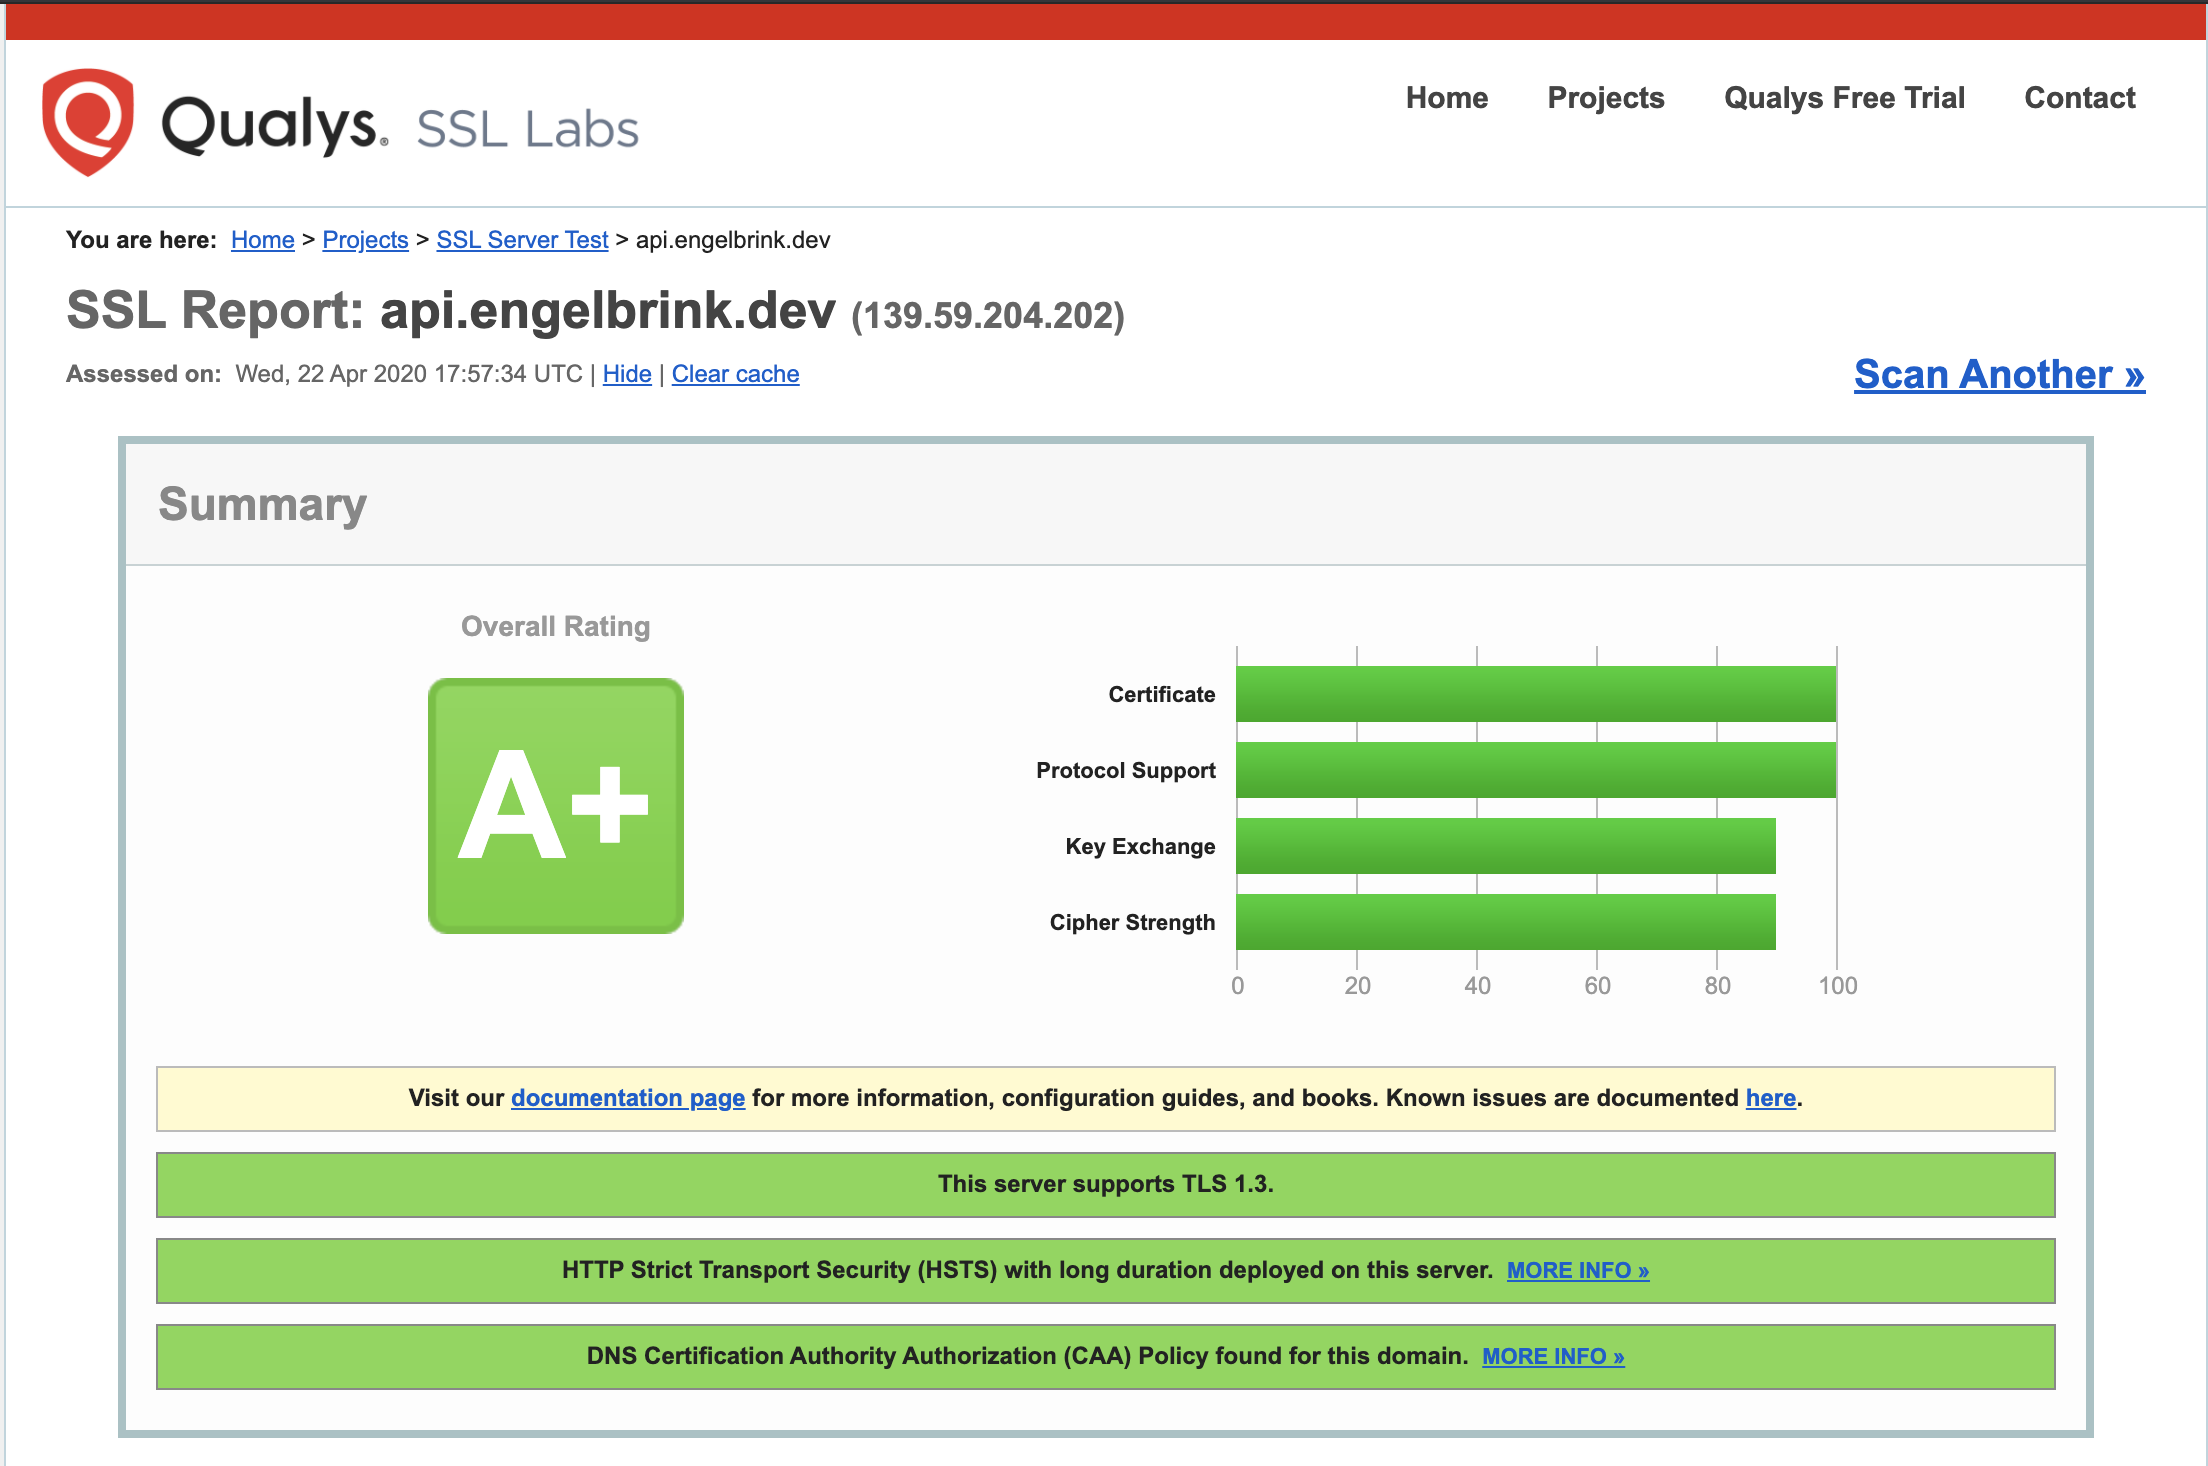 Qualys® SSL Labs
Home Projects Qualys Free Trial Contact
You are here: Home > Projects > SSL Server Test > api.engelbrink.dev
SSL Report: api.engelbrink.dev (139.59.204.202)
Assessed on: Wed, 22 Apr 2020 17:57:34 UTC | Hide | Clear cache
Scan Another »
Summary
Overall Rating
A+
Certificate
Protocol Support
Key Exchange
Cipher Strength
0 20 40 60 80 100
Visit our documentation page for more information, configuration guides, and books. Known issues are documented here.
This server supports TLS 1.3.
HTTP Strict Transport Security (HSTS) with long duration deployed on this server. MORE INFO »
DNS Certification Authority Authorization (CAA) Policy found for this domain. MORE INFO »